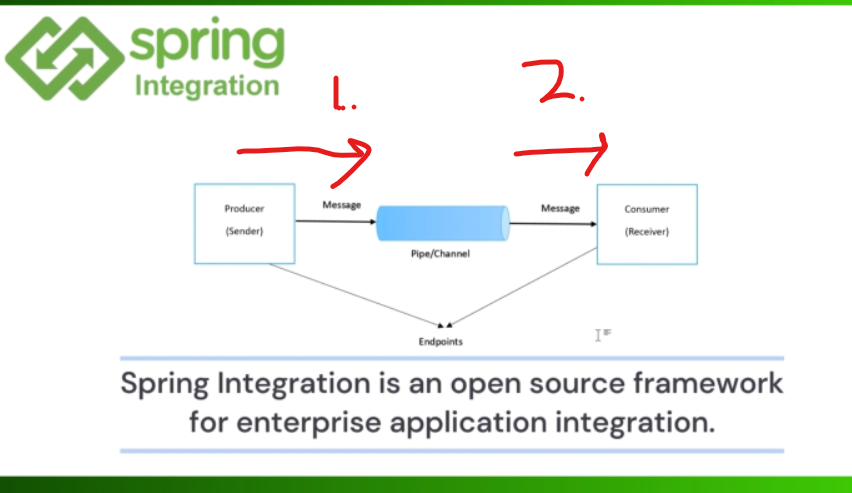 spring
Integration
1.
2.
Message
Message
Producer
(Sender)
Consumer
(Receiver)
Pipe/Channel
Endpoints
Spring Integration is an open source framework
for enterprise application integration.